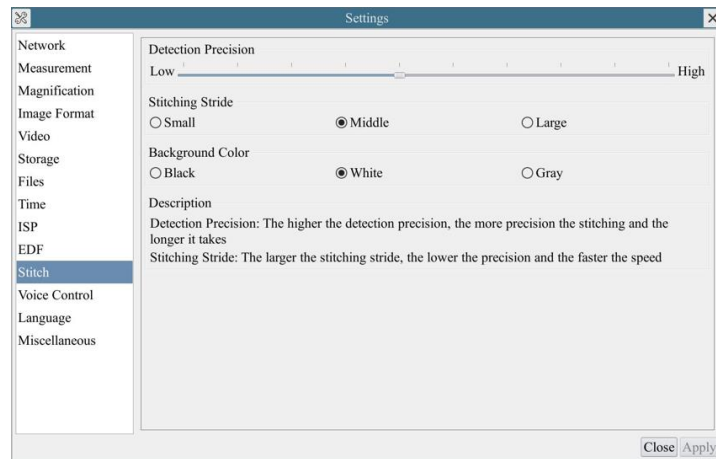 Settings
Network
Measurement
Magnification
Image Format
Video
Storage
Files
Time
ISP
EDF
Stitch
Voice Control
Language
Miscellaneous
Detection Precision
Low High
Stitching Stride
Small Middle Large
Background Color
Black White Gray
Description
Detection Precision: The higher the detection precision, the more precision the stitching and the
longer it takes
Stitching Stride: The larger the stitching stride, the lower the precision and the faster the speed
Close Apply